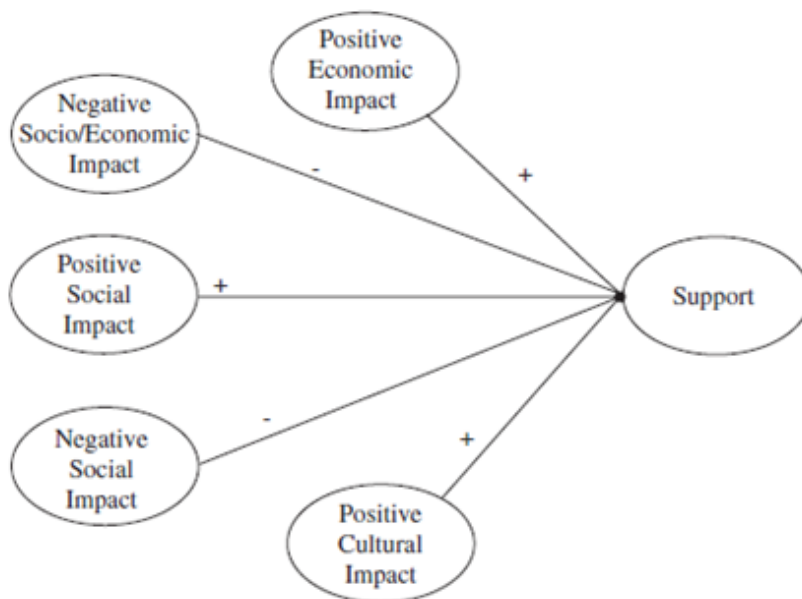 Positive
Economic
Impact
Negative
Socio/Economic
Impact
-
+
Positive
Social
Impact
+
Support
Negative
Social
Impact
-
+
Positive
Cultural
Impact